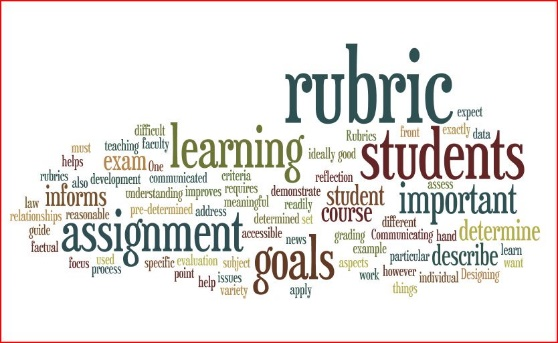 rubric
expect
difficult
front exactly data
must teaching faculty learning Rubrics
helps exam One ideally good students
rubrics also development communicated criteria reflection assess
law informs understanding improves requires demonstrate student important
relationships reasonable pre-determined address meaningful readily course different
guide assignment accessible determined set grading Communicating hand determine
factual news goals example particular describe learn
focus used specific evaluation subject aspects want
process point help issues work however individual Designing
variety apply things